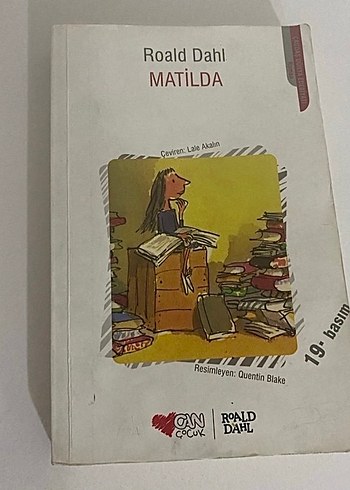 Roald Dahl
MATİLDA
Çeviren: Lale Akalın
Resimleyen: Quentin Blake
19. basım
CAN
ÇOCUK
ROALD
DAHL